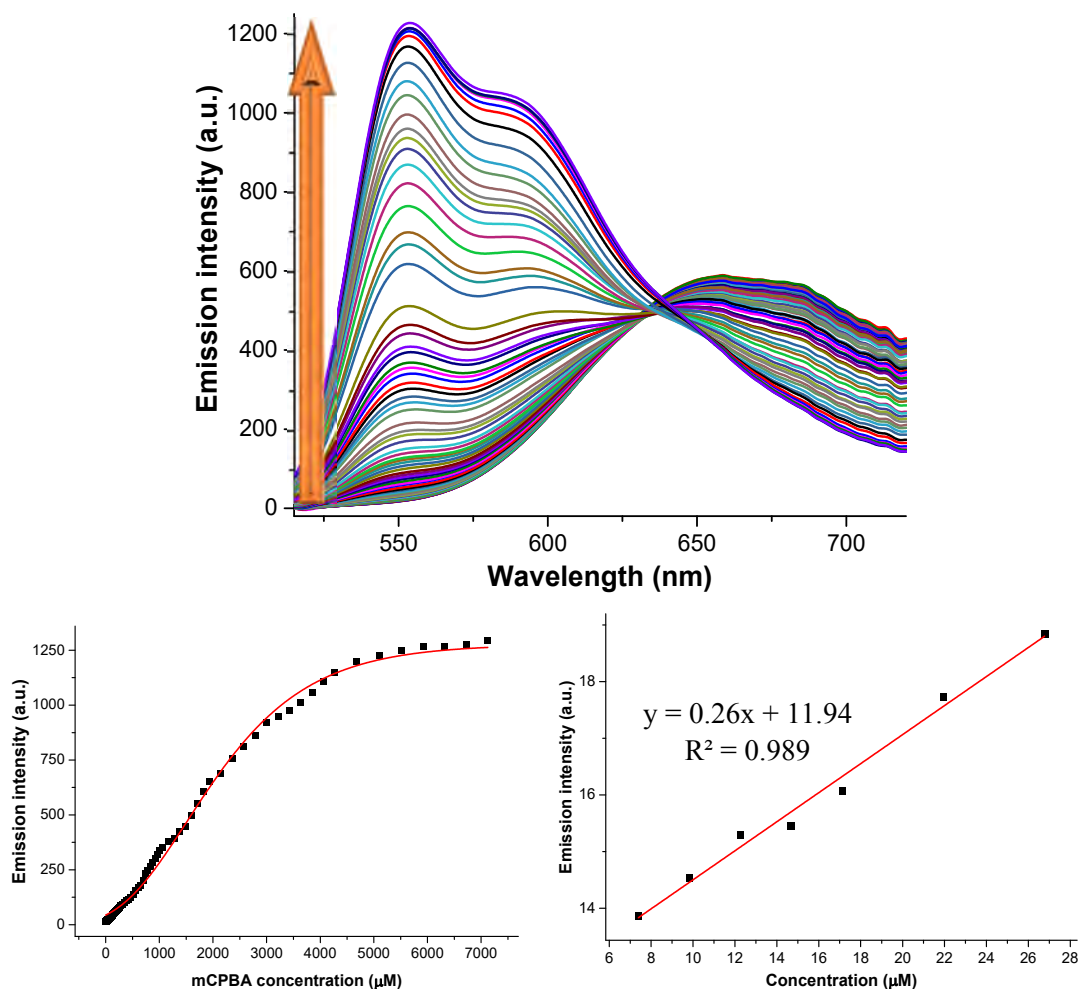 1200
1000
800
600
400
200
0
Emission intensity (a.u.)
550 600 650 700
Wavelength (nm)
1250
1000
750
500
250
0
Emission intensity (a.u.)
0 1000 2000 3000 4000 5000 6000 7000
mCPBA concentration (μM)
18
16
14
Emission intensity (a.u.)
y = 0.26x + 11.94
R² = 0.989
6 8 10 12 14 16 18 20 22 24 26 28
Concentration (μM)